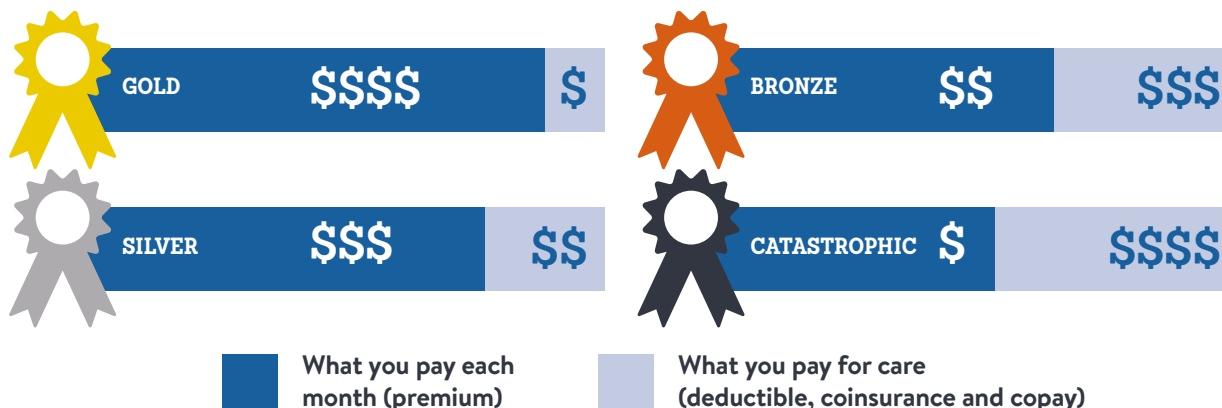 GOLD $$$$ $
BRONZE $$ $$$
SILVER $$$ $$
CATASTROPHIC $ $$$$
What you pay each
month (premium)
What you pay for care
(deductible, coinsurance and copay)